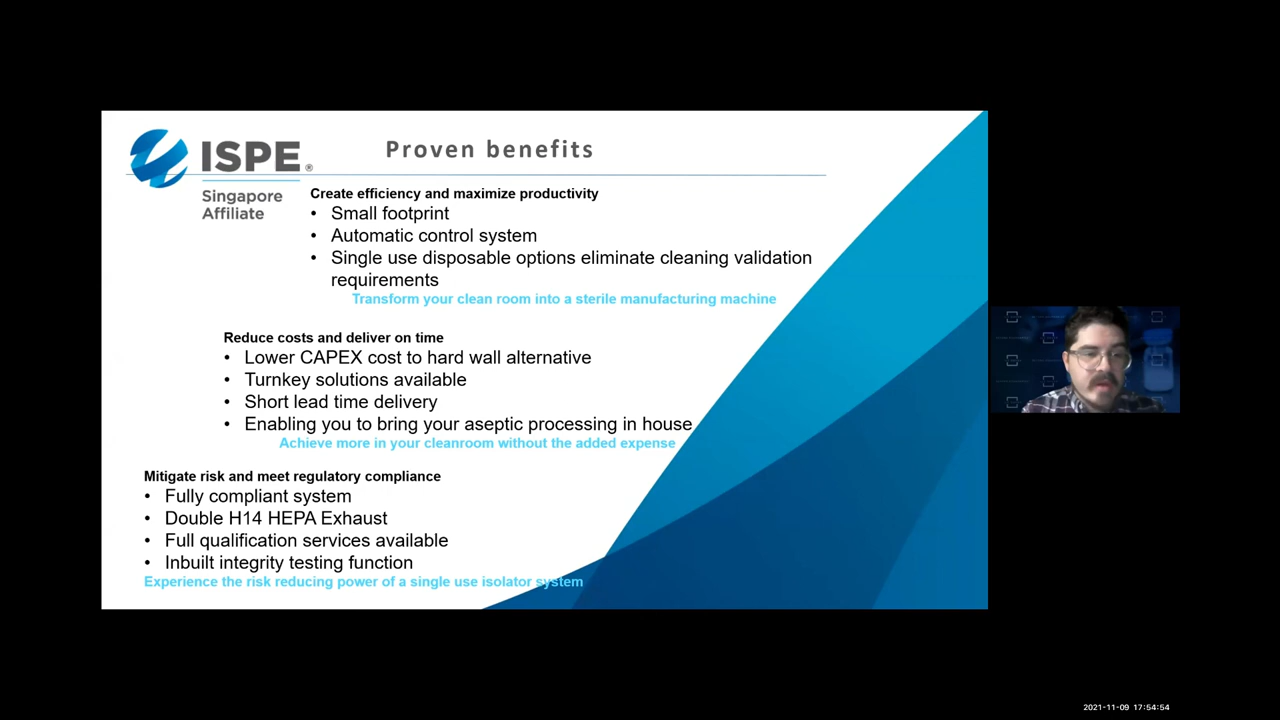 ISPE®
Singapore
Affiliate
Proven benefits
Create efficiency and maximize productivity
• Small footprint
• Automatic control system
• Single use disposable options eliminate cleaning validation
requirements
Transform your clean room into a sterile manufacturing machine
Reduce costs and deliver on time
• Lower CAPEX cost to hard wall alternative
• Turnkey solutions available
• Short lead time delivery
• Enabling you to bring your aseptic processing in house
Achieve more in your cleanroom without the added expense
Mitigate risk and meet regulatory compliance
• Fully compliant system
• Double H14 HEPA Exhaust
• Full qualification services available
• Inbuilt integrity testing function
Experience the risk reducing power of a single use isolator system
2021-11-09 17:54:54